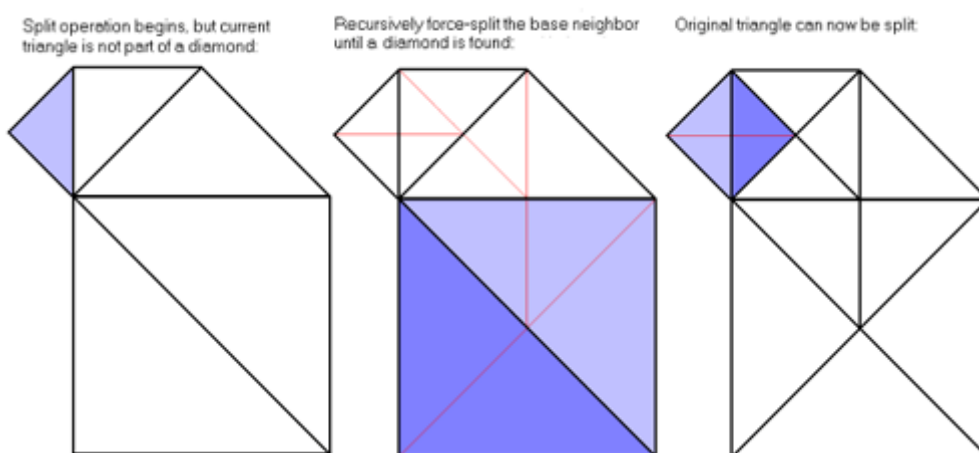 Split operation begins, but current
triangle is not part of a diamond:
Recursively force-split the base neighbor
until a diamond is found:
Original triangle can now be split: